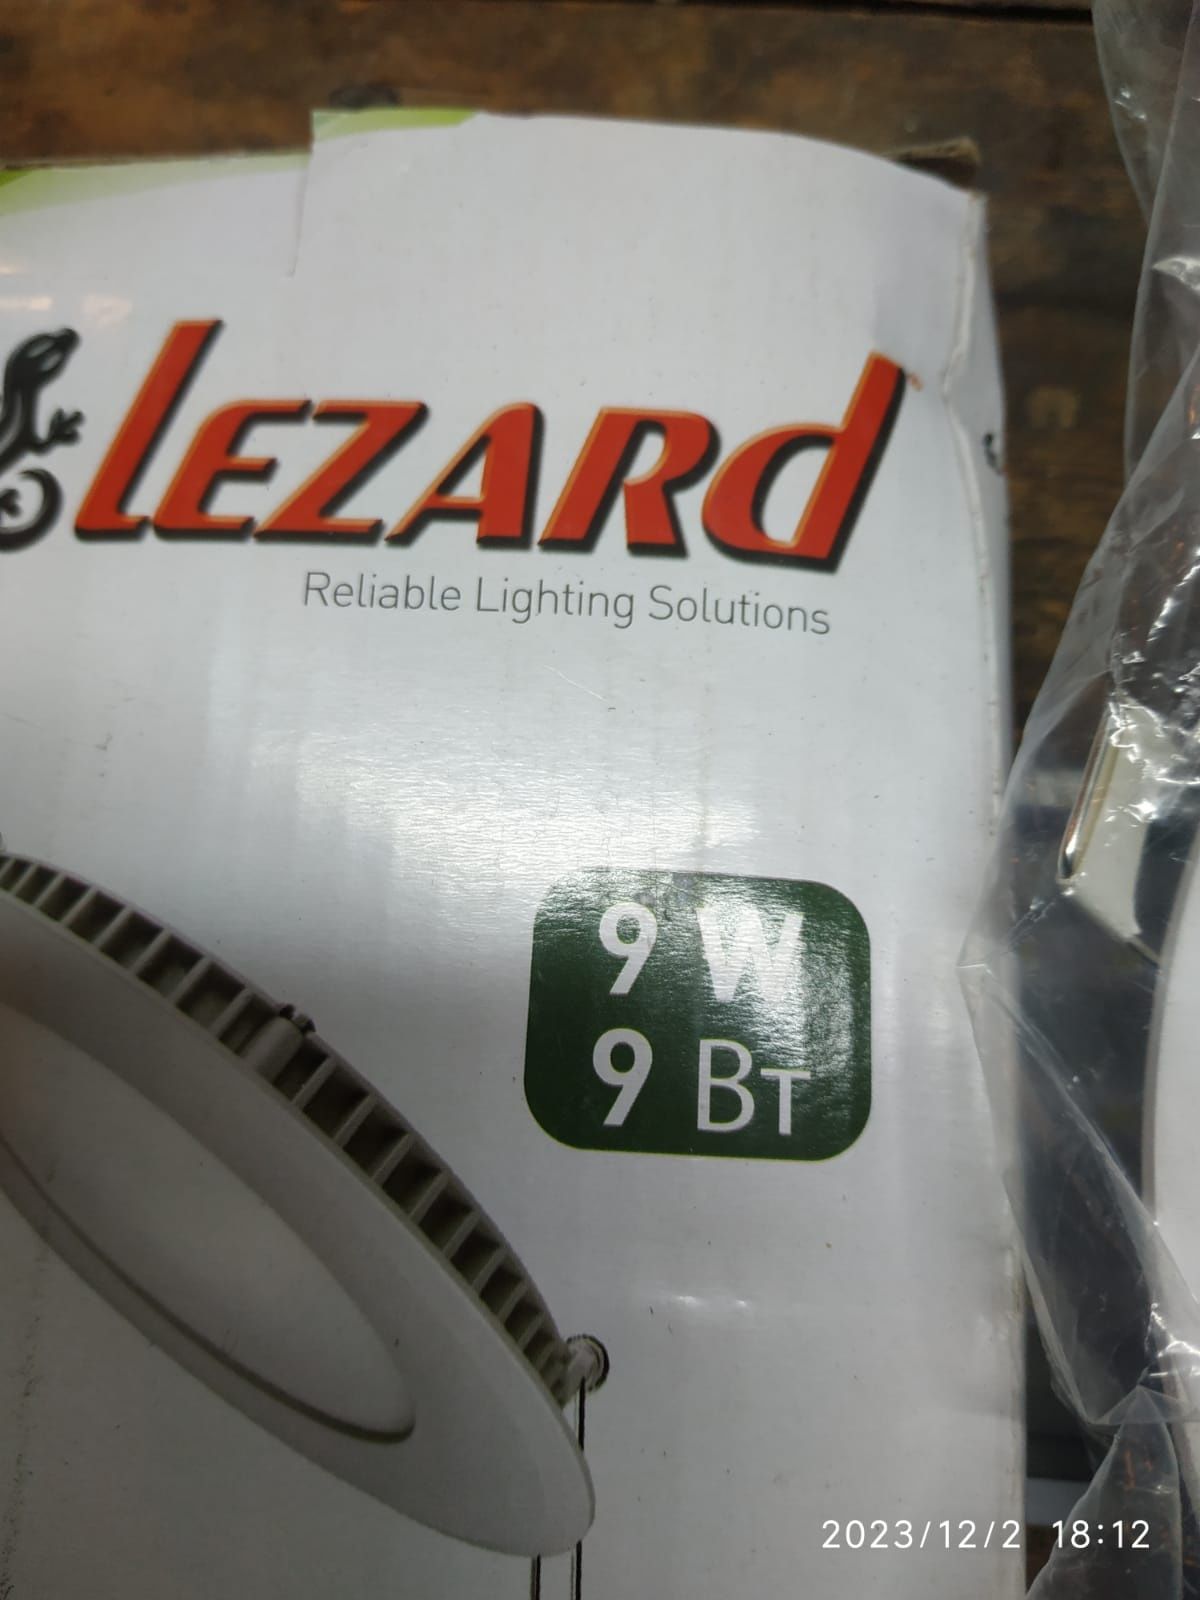 LEZARD
Reliable Lighting Solutions
9 W
9 Вт
2023/12/2 18:12